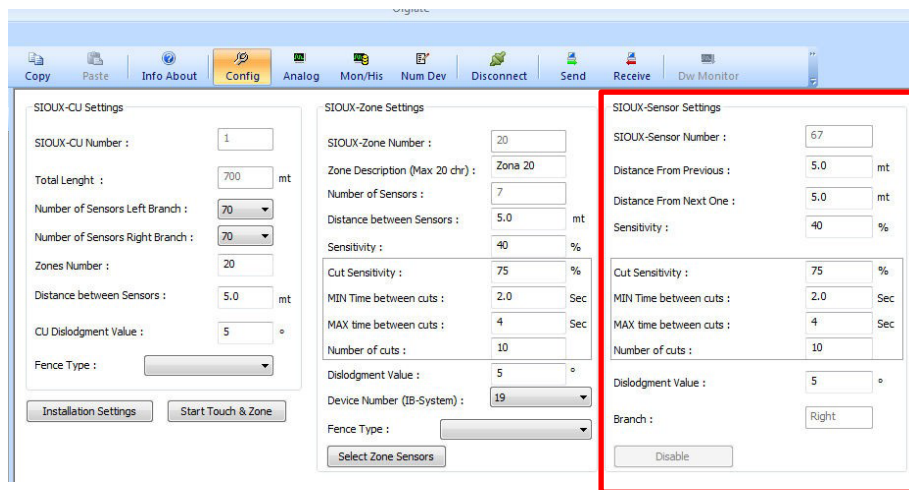 Copy Paste Info About Config Analog Mon/His Num Dev Disconnect Send Receive Dw Monitor
SIOUX-CU Settings
SIOUX-CU Number : 1
Total Lenght : 700 mt
Number of Sensors Left Branch : 70
Number of Sensors Right Branch : 70
Zones Number : 20
Distance between Sensors : 5.0 mt
CU Dislodgment Value : 5 °
Fence Type :
Installation Settings Start Touch & Zone
SIOUX-Zone Settings
SIOUX-Zone Number : 20
Zone Description (Max 20 chr) : Zona 20
Number of Sensors : 7
Distance between Sensors : 5.0 mt
Sensitivity : 40 %
Cut Sensitivity : 75 %
MIN Time between cuts : 2.0 Sec
MAX time between cuts : 4 Sec
Number of cuts : 10
Dislodgment Value : 5 °
Device Number (IB-System) : 19
Fence Type :
Select Zone Sensors
SIOUX-Sensor Settings
SIOUX-Sensor Number : 67
Distance From Previous : 5.0 mt
Distance From Next One : 5.0 mt
Sensitivity : 40 %
Cut Sensitivity : 75 %
MIN Time between cuts : 2.0 Sec
MAX time between cuts : 4 Sec
Number of cuts : 10
Dislodgment Value : 5 °
Branch : Right
Disable